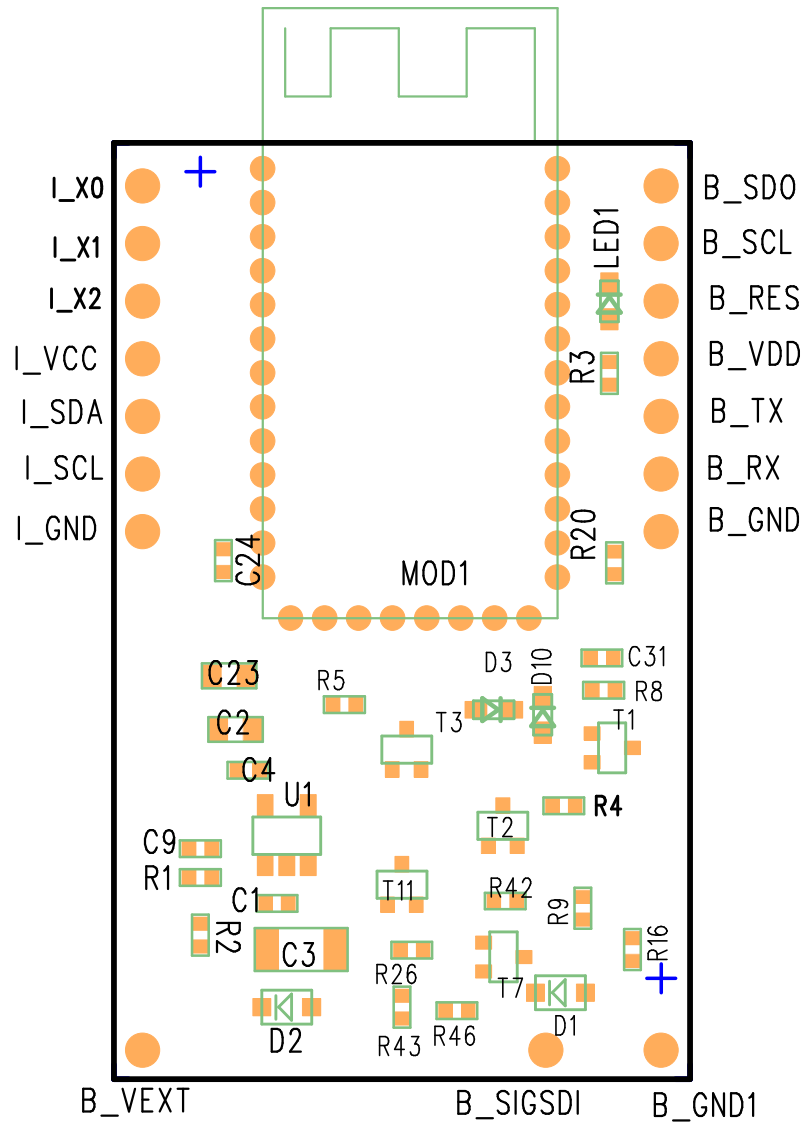 I_X0
B_SDO
I_X1
LED1
B_SCL
I_X2
B_RES
I_VCC
R3
B_VDD
I_SDA
B_TX
I_SCL
B_RX
I_GND
R20
B_GND
C24
MOD1
C23
R5
D3
D10
C31
R8
C2
T3
T1
C4
U1
R4
T2
C9
R1
T11
R42
C1
R9
R2
C3
R26
T7
R16
D2
R43
R46
D1
B_VEXT
B_SIGSDI
B_GND1